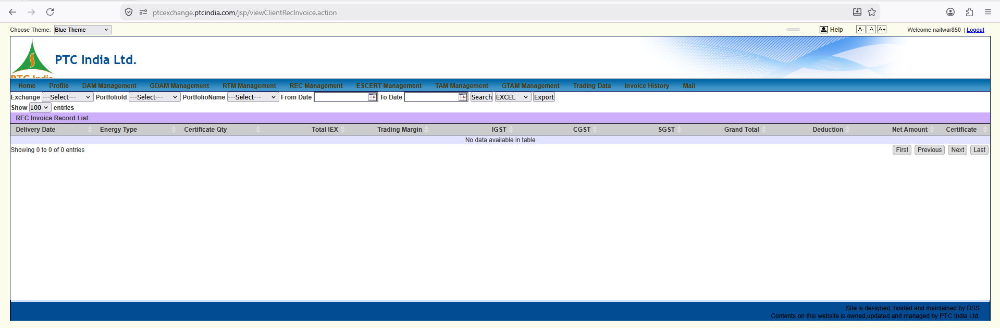 ptcexchange.ptcindia.com/jsp/viewClientRecInvoice.action
Choose Theme: Blue Theme Help A- A A+ Welcome naitwar850 | Logout
PTC India Ltd.
PTC India
Home Profile DAM Management GDAM Management RTM Management REC Management ESCERT Management TAM Management GTAM Management Trading Data Invoice History Mail
Exchange ---Select--- PortfolioId ---Select--- PortfolioName ---Select--- From Date To Date Search EXCEL Export
Show 100 entries
REC Invoice Record List
Delivery Date Energy Type Certificate Qty Total IEX Trading Margin IGST CGST SGST Grand Total Deduction Net Amount Certificate
No data available in table
Showing 0 to 0 of 0 entries First Previous Next Last
Site is designed, hosted and maintained by DSS
Contents on this website is owned,updated and managed by PTC India Ltd.